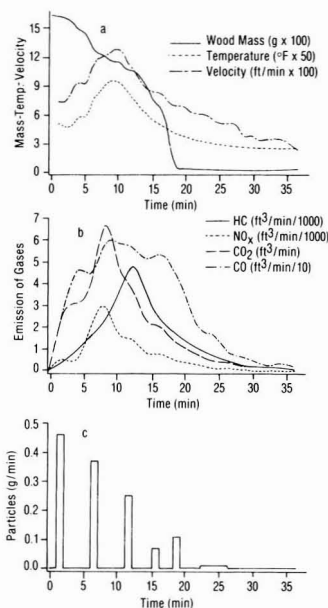 a
Wood Mass (g x 100)
Temperature (°F x 50)
Velocity (ft/min x 100)
Mass-Temp.- Velocity
15
12
9
6
3
0
0 5 10 15 20 25 30 35
Time (min)
b
HC (ft³/min/1000)
NOx (ft³/min/1000)
CO₂ (ft³/min)
CO (ft³/min/10)
Emission of Gases
7
6
5
4
3
2
1
0
0 5 10 15 20 25 30 35
Time (min)
c
Particles (g/min)
0.5
0.4
0.3
0.2
0.1
0.0
0 5 10 15 20 25 30 35
Time (min)